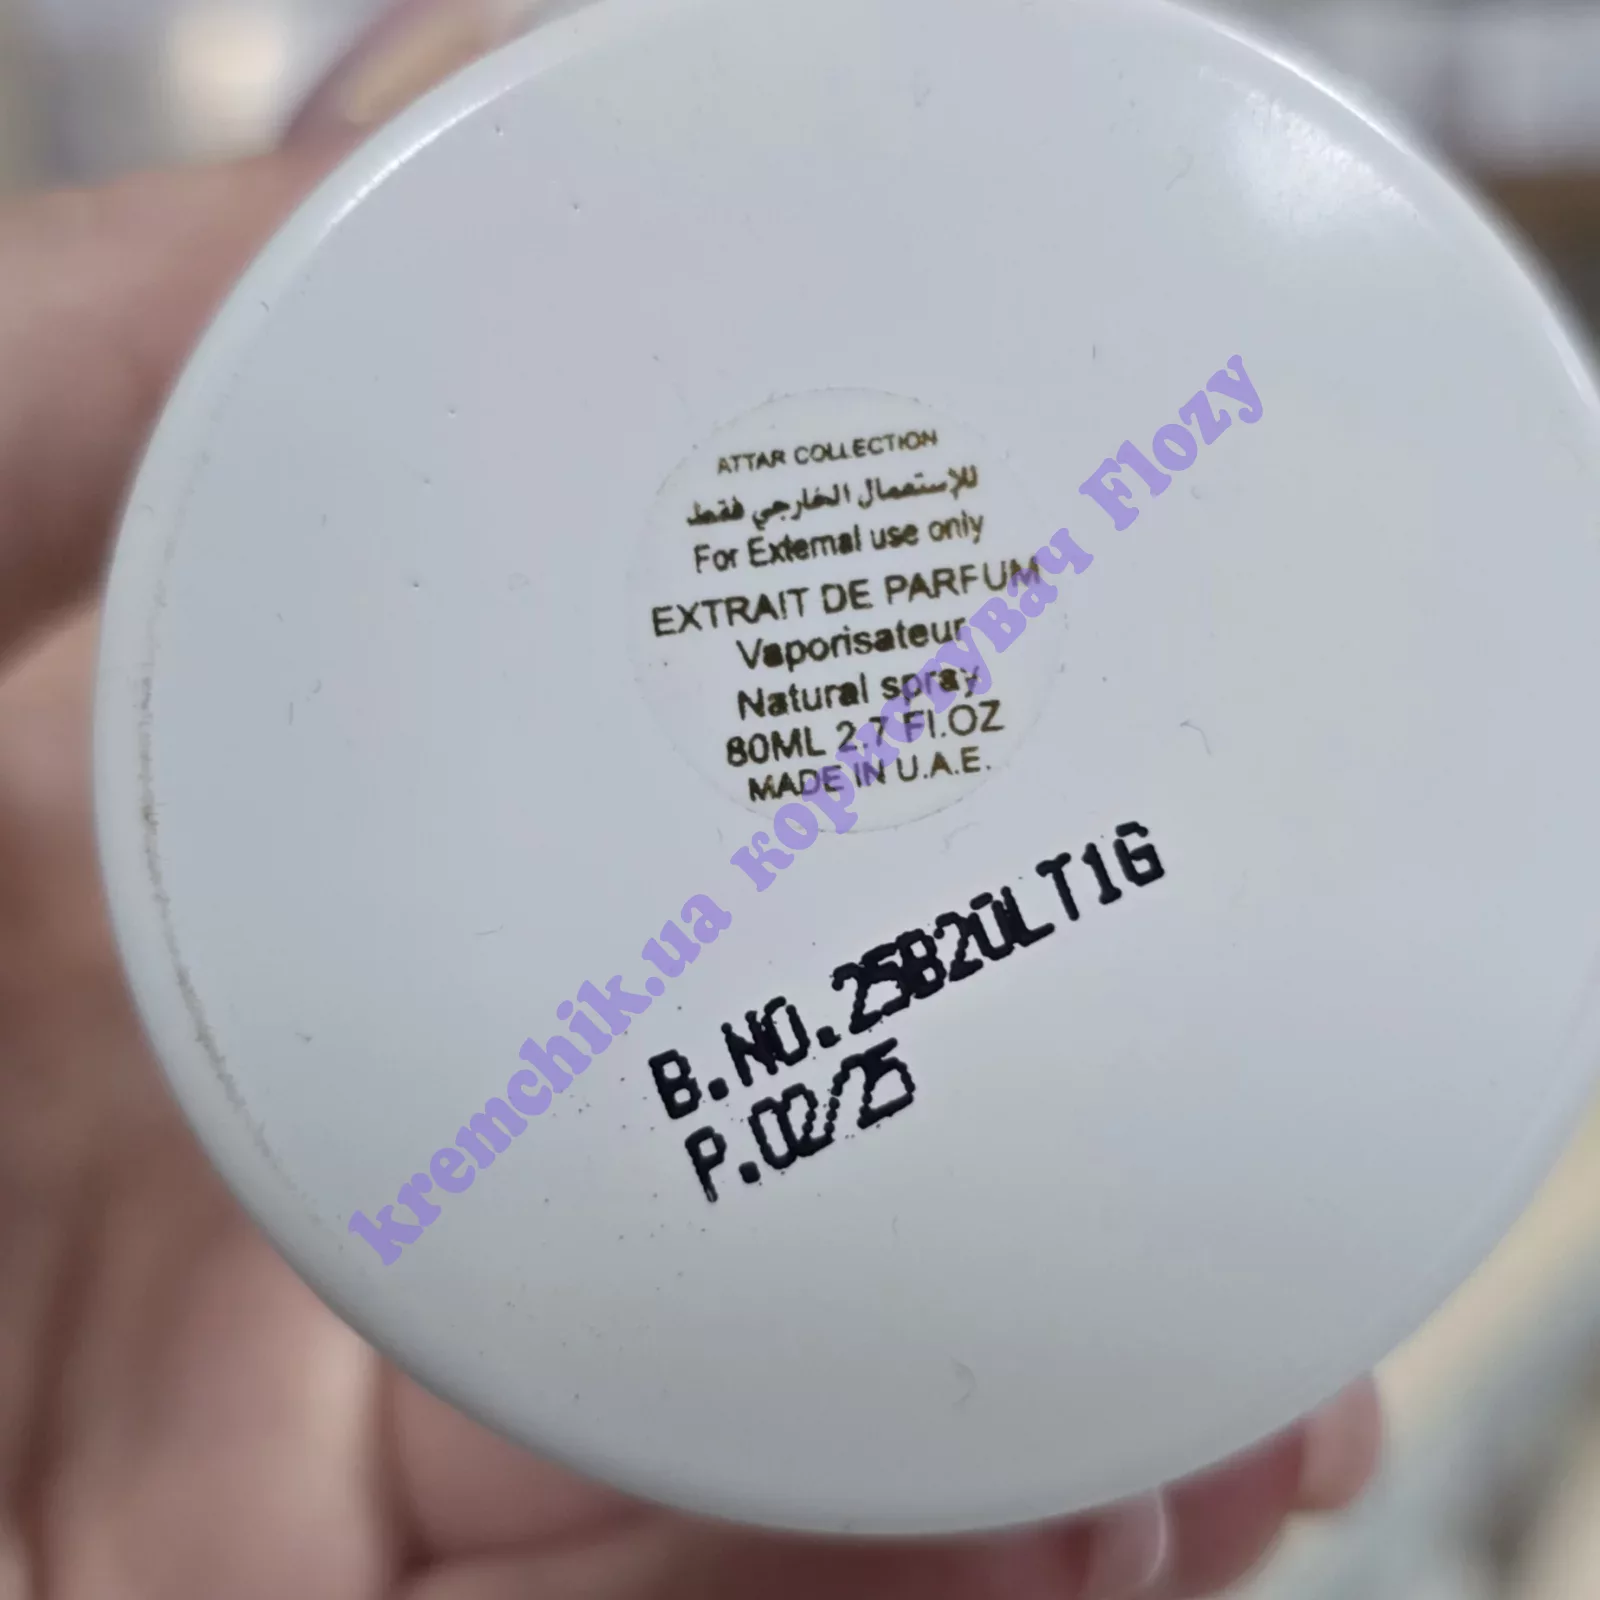 ATTAR COLLECTION
للإستعمال الخارجي فقط
For External use only
EXTRAIT DE PARFUM
Vaporisateur
Natural spray
80ML 2.7 Fl.OZ
MADE IN U.A.E.
B.NO.25B20LT1G
P.02/25
kremchik.ua користувач Flozy